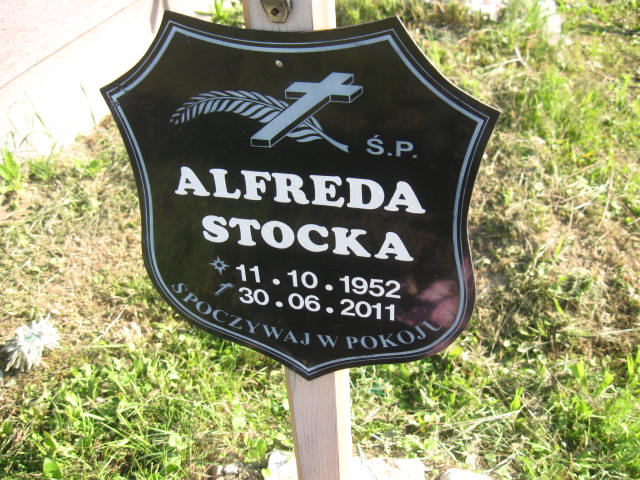 Ś.P.
ALFREDA
STOCKA
11.10.1952
30.06.2011
SPOCZYWAJ W POKOJU